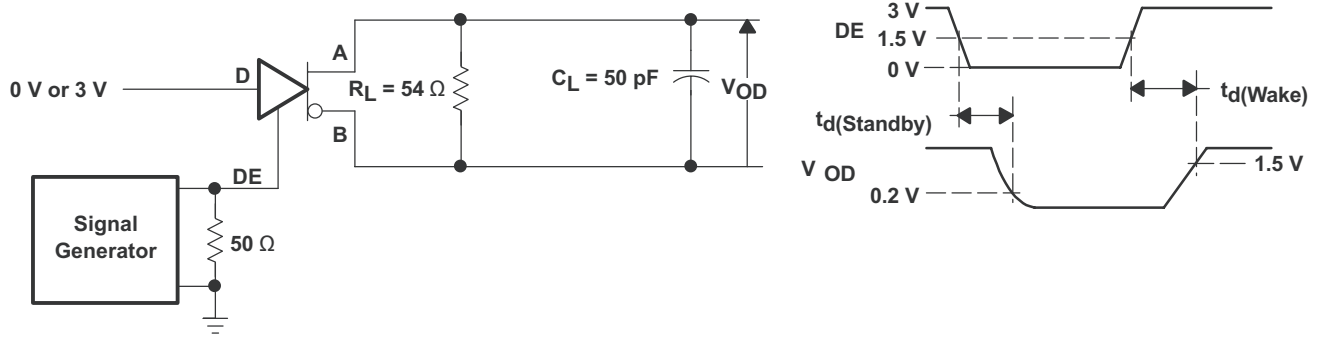 0 V or 3 V
D
A
B
R_L = 54 Ω
C_L = 50 pF
V_OD
DE
Signal
Generator
50 Ω
3 V
DE
1.5 V
0 V
t_d(Standby)
t_d(Wake)
V OD
1.5 V
0.2 V